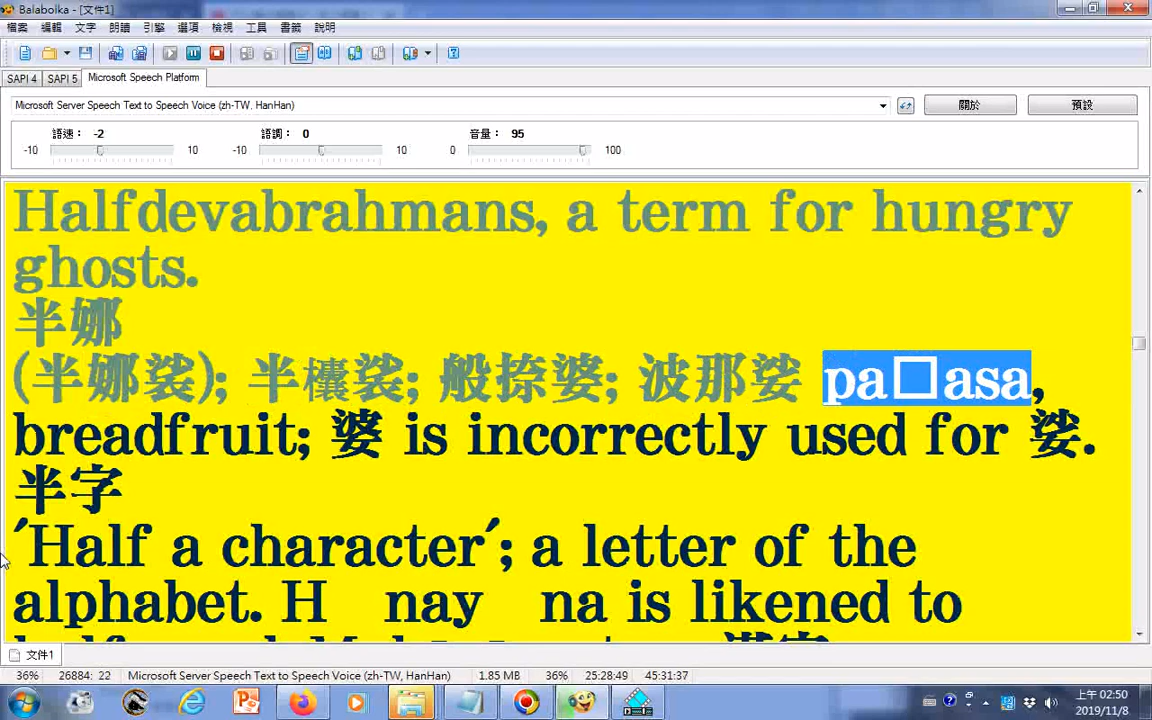 Balabolka - [文件1]
檔案 編輯 文字 朗讀 引擎 選項 檢視 工具 書籤 說明
SAPI 4 SAPI 5 Microsoft Speech Platform
Microsoft Server Speech Text to Speech Voice (zh-TW, HanHan) 關於 預設
語速： -2 語調： 0 音量： 95
-10 10 -10 10 0 100
Halfdevabrahmans, a term for hungry
ghosts.
半娜
(半娜裟); 半欀裟; 般捺婆; 波那娑 pa□asa,
breadfruit; 婆 is incorrectly used for 娑.
半字
'Half a character'; a letter of the
alphabet. H nay na is likened to
文件1
36% 26884: 22 Microsoft Server Speech Text to Speech Voice (zh-TW, HanHan) 1.85 MB 36% 25:28:49 45:31:37
上午 02:50
2019/11/8